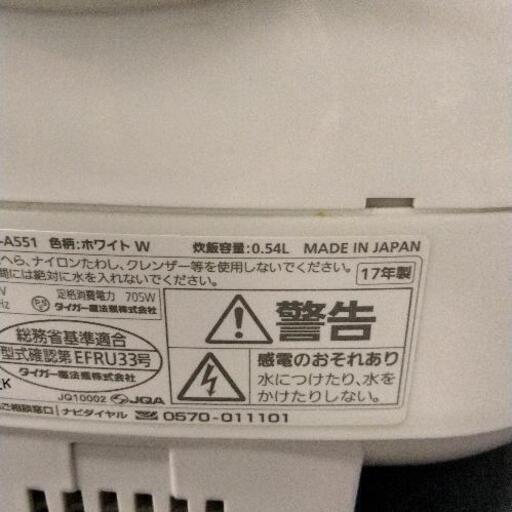 -A551 色柄:ホワイト W 炊飯容量:0.54L MADE IN JAPAN
へら、ナイロンたわし、クレンザー等を使用しないでください。 17年製
間には絶対に水を入れないでください。
V 定格消費電力 705W
Hz タイガー魔法瓶株式会社
総務省基準適合
型式確認第EFRU33号
タイガー魔法瓶株式会社
K
JQ10002 JQA
ご相談窓口 ナビダイヤル 0570-011101
警告
感電のおそれあり
水につけたり、水を
かけたりしない。